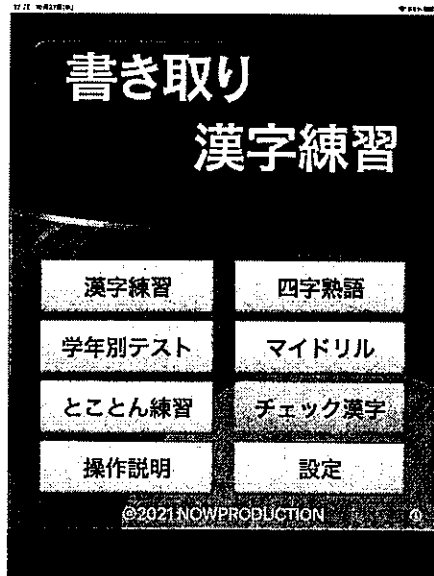 書き取り
漢字練習
漢字練習
四字熟語
学年別テスト
マイドリル
とことん練習
チェック漢字
操作説明
設定
©2021 NOWPRODUCTION